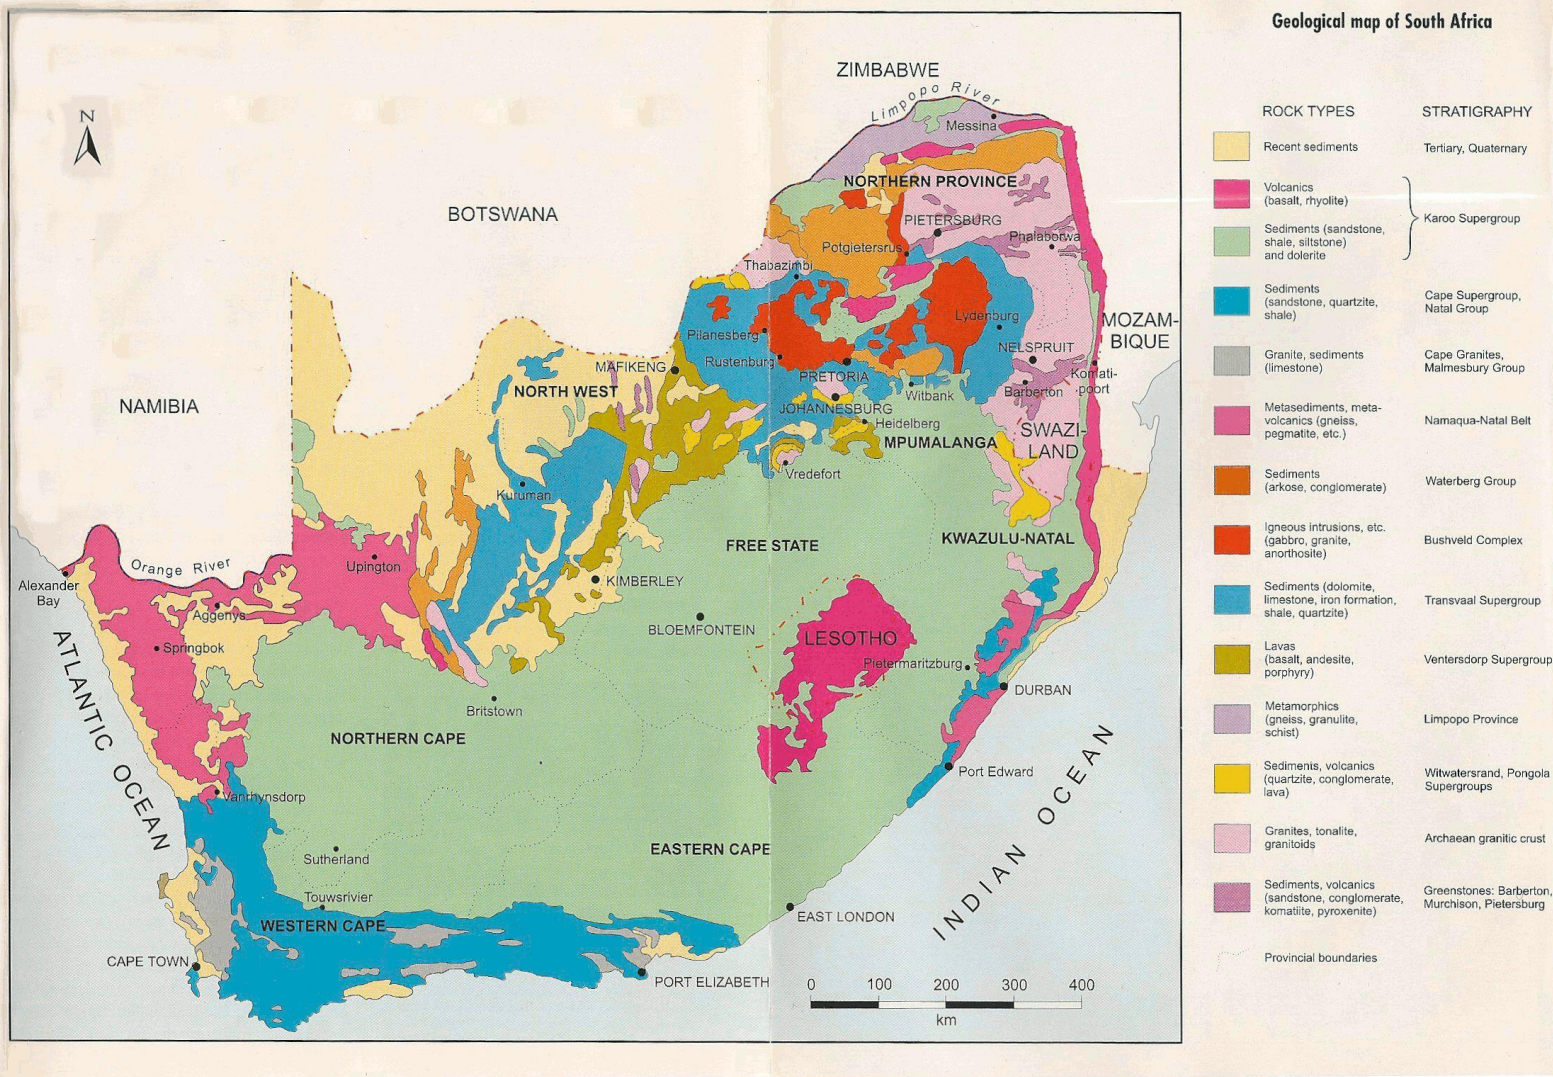 Geological map of South Africa
ZIMBABWE
Limpopo River
Messina
N
NORTHERN PROVINCE
BOTSWANA
PIETERSBURG
Phalaborwa
Potgietersrus
Thabazimbi
Lydenburg
MOZAM-
BIQUE
Pilanesberg
NELSPRUIT
Rustenburg
MAFIKENG
PRETORIA
Komati-
poort
NORTH WEST
Witbank
Barberton
NAMIBIA
JOHANNESBURG
Heidelberg
MPUMALANGA
SWAZI-
LAND
Vredefort
Kuruman
FREE STATE
KWAZULU-NATAL
Orange River
Upington
Alexander
Bay
KIMBERLEY
Aggenys
BLOEMFONTEIN
LESOTHO
Springbok
Pietermaritzburg
DURBAN
Britstown
ATLANTIC OCEAN
NORTHERN CAPE
Port Edward
Vanrhynsdorp
INDIAN OCEAN
EASTERN CAPE
Sutherland
Touwsrivier
EAST LONDON
WESTERN CAPE
CAPE TOWN
PORT ELIZABETH
0 100 200 300 400
km
ROCK TYPES STRATIGRAPHY
Recent sediments Tertiary, Quaternary
Volcanics
(basalt, rhyolite)
Karoo Supergroup
Sediments (sandstone,
shale, siltstone)
and dolerite
Sediments
(sandstone, quartzite,
shale)
Cape Supergroup,
Natal Group
Granite, sediments
(limestone)
Cape Granites,
Malmesbury Group
Metasediments, meta-
volcanics (gneiss,
pegmatite, etc.)
Namaqua-Natal Belt
Sediments
(arkose, conglomerate)
Waterberg Group
Igneous intrusions, etc.
(gabbro, granite,
anorthosite)
Bushveld Complex
Sediments (dolomite,
limestone, iron formation,
shale, quartzite)
Transvaal Supergroup
Lavas
(basalt, andesite,
porphyry)
Ventersdorp Supergroup
Metamorphics
(gneiss, granulite,
schist)
Limpopo Province
Sediments, volcanics
(quartzite, conglomerate,
lava)
Witwatersrand, Pongola
Supergroups
Granites, tonalite,
granitoids
Archaean granitic crust
Sediments, volcanics
(sandstone, conglomerate,
komatiite, pyroxenite)
Greenstones: Barberton,
Murchison, Pietersburg
Provincial boundaries